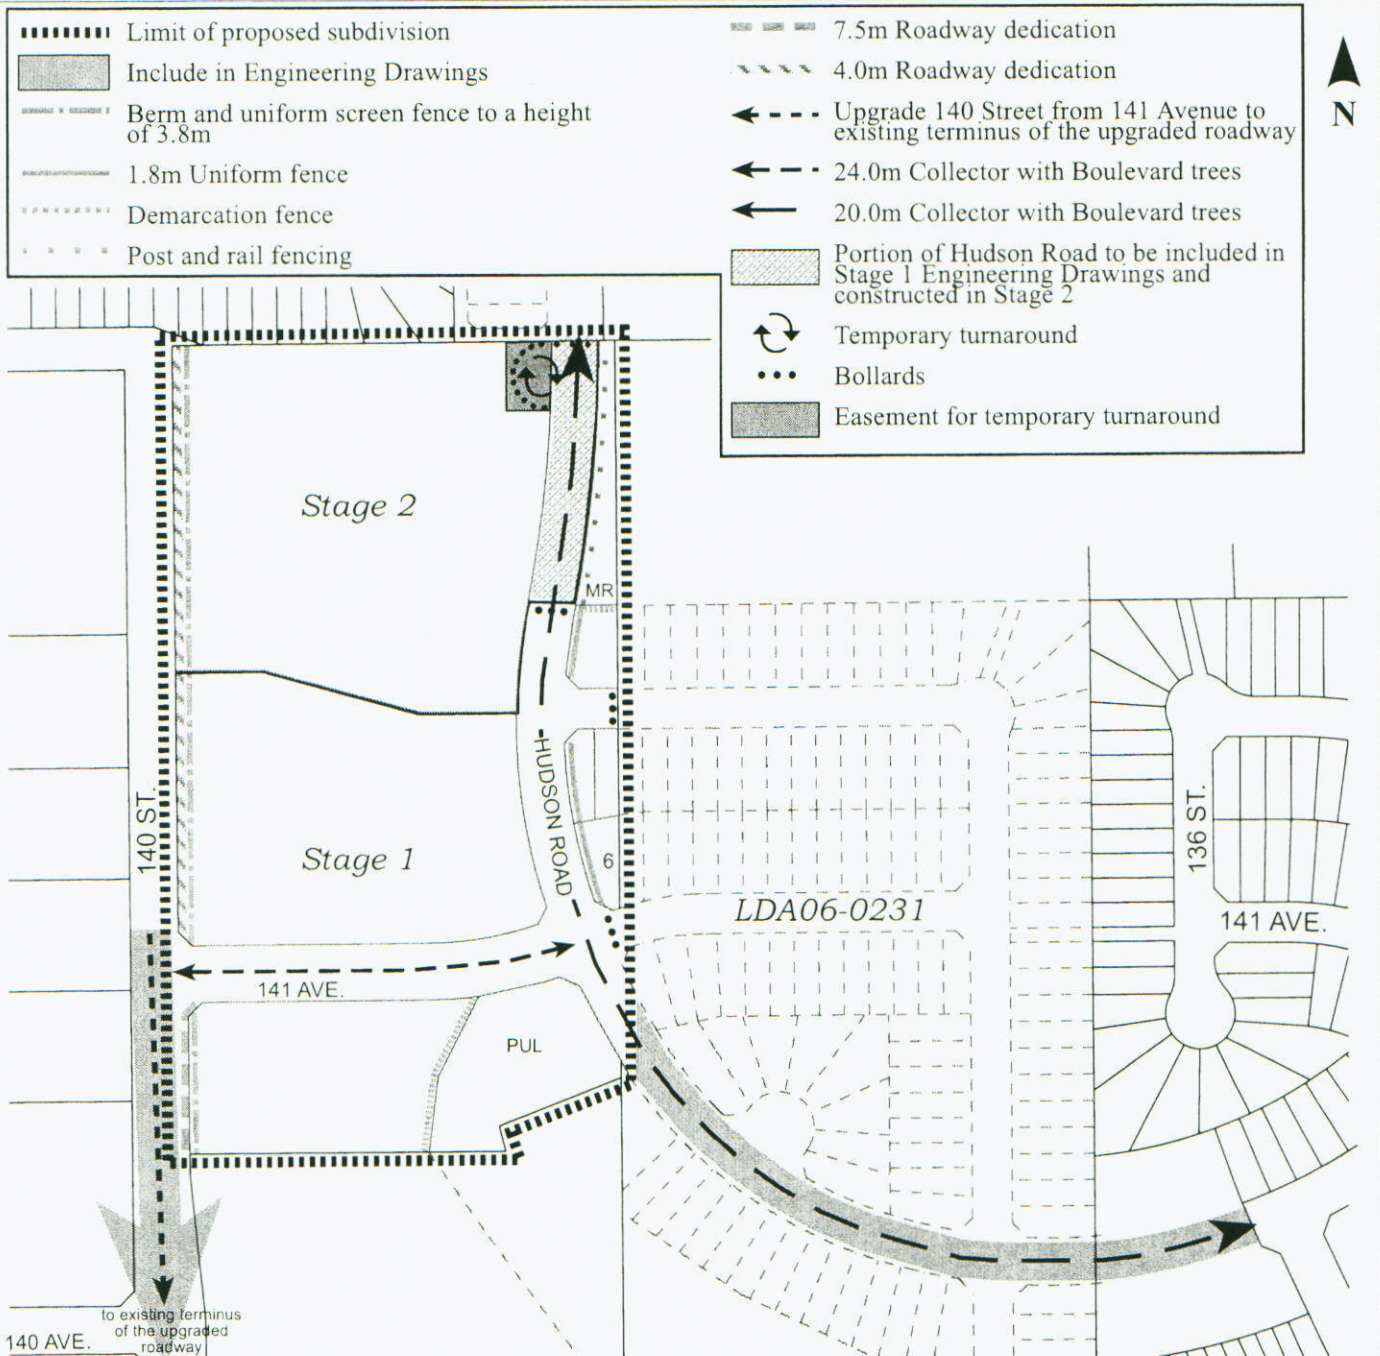 Limit of proposed subdivision
Include in Engineering Drawings
Berm and uniform screen fence to a height
of 3.8m
1.8m Uniform fence
Demarcation fence
Post and rail fencing
7.5m Roadway dedication
4.0m Roadway dedication
Upgrade 140 Street from 141 Avenue to
existing terminus of the upgraded roadway
24.0m Collector with Boulevard trees
20.0m Collector with Boulevard trees
Portion of Hudson Road to be included in
Stage 1 Engineering Drawings and
constructed in Stage 2
Temporary turnaround
Bollards
Easement for temporary turnaround
N
Stage 2
MR
HUDSON ROAD
140 ST.
Stage 1
6
136 ST.
LDA06-0231
141 AVE.
141 AVE.
PUL
to existing terminus
of the upgraded
roadway
140 AVE.